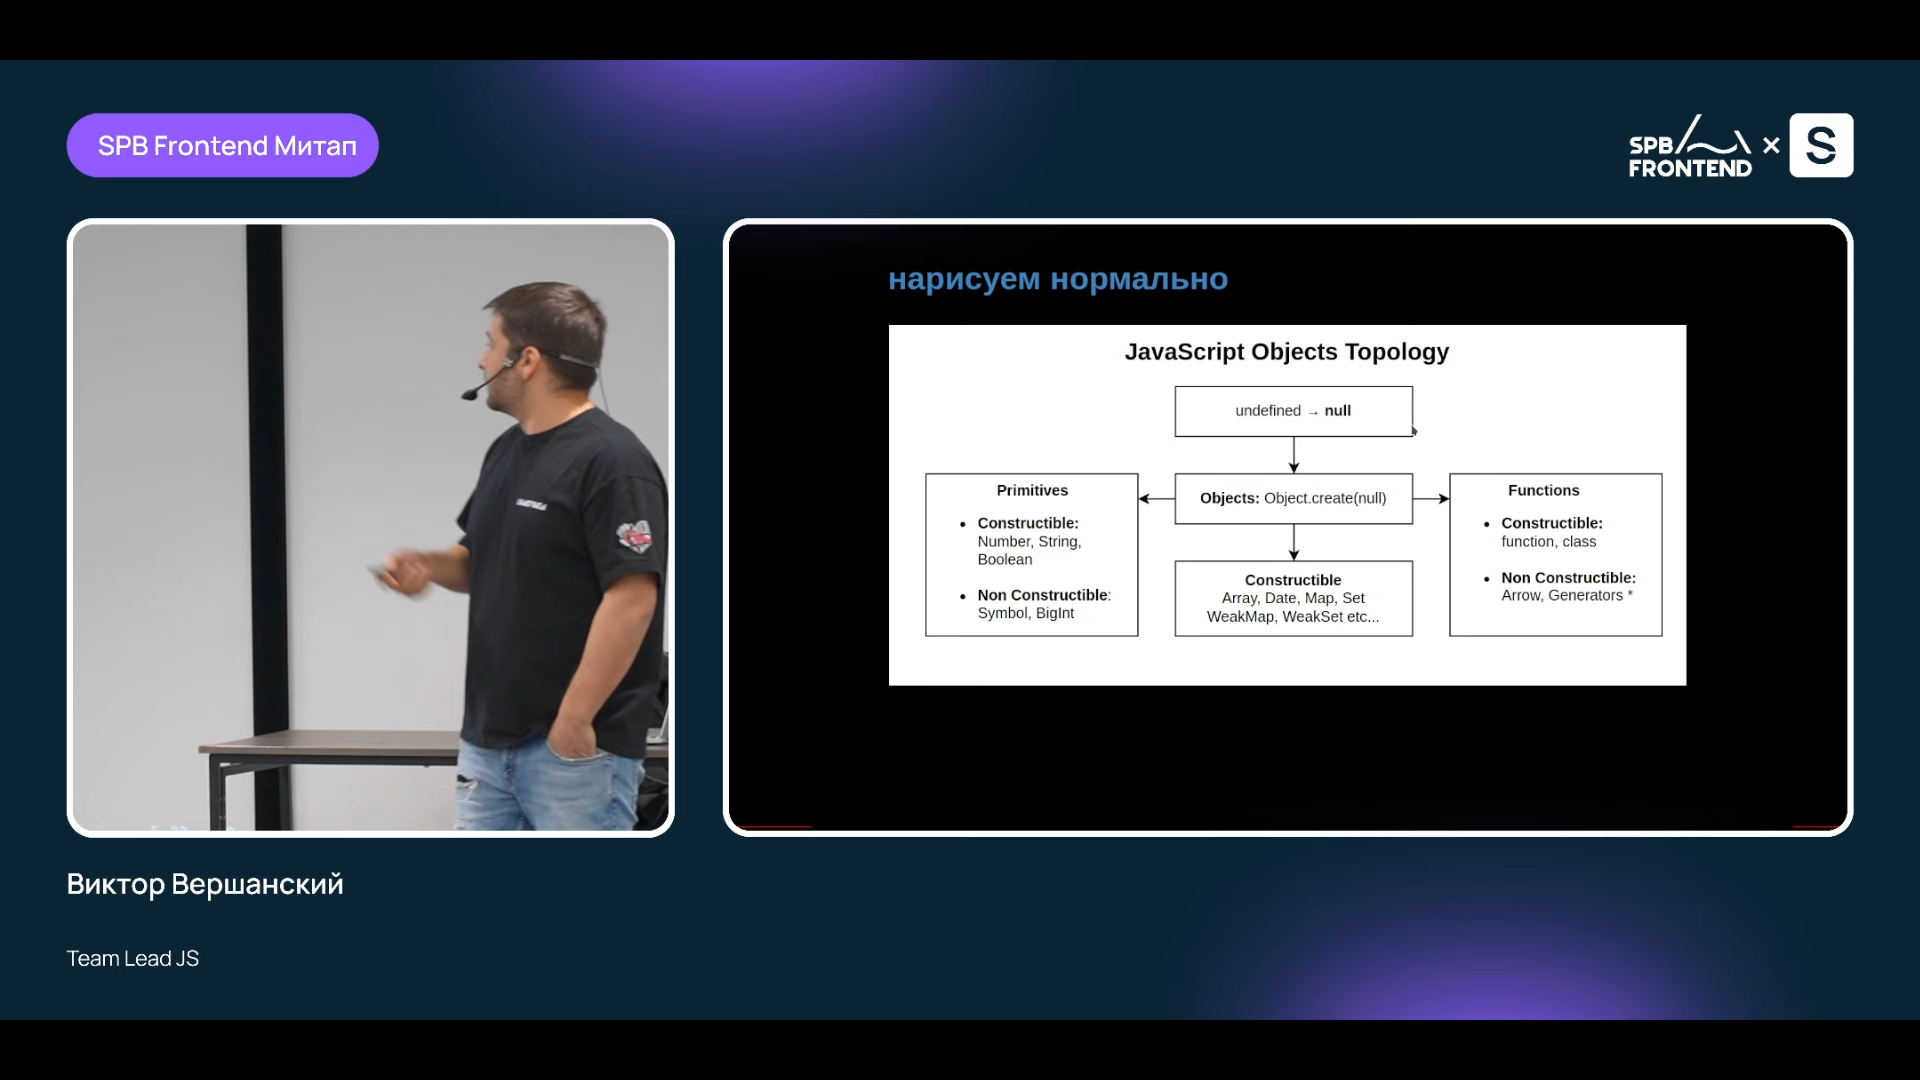 SPB Frontend Митап
SPB
FRONTEND
× S
нарисуем нормально
JavaScript Objects Topology
undefined → null
Primitives
• Constructible:
Number, String,
Boolean
• Non Constructible:
Symbol, BigInt
Objects: Object.create(null)
Constructible
Array, Date, Map, Set
WeakMap, WeakSet etc...
Functions
• Constructible:
function, class
• Non Constructible:
Arrow, Generators *
Виктор Вершанский
Team Lead JS